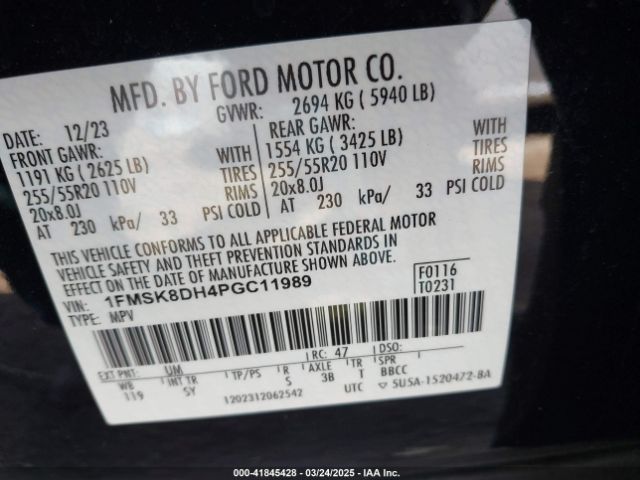 MFD. BY FORD MOTOR CO.
DATE: 12/23 GVWR: 2694 KG ( 5940 LB)
FRONT GAWR: WITH REAR GAWR: WITH
1191 KG ( 2625 LB) TIRES 1554 KG ( 3425 LB) TIRES
255/55R20 110V RIMS 255/55R20 110V RIMS
20x8.0J 20x8.0J
AT 230 kPa/ 33 PSI COLD AT 230 kPa/ 33 PSI COLD
THIS VEHICLE CONFORMS TO ALL APPLICABLE FEDERAL MOTOR
VEHICLE SAFETY AND THEFT PREVENTION STANDARDS IN
EFFECT ON THE DATE OF MANUFACTURE SHOWN ABOVE.
VIN: 1FMSK8DH4PGC11989 F0116
TYPE: MPV T0231
EXT PNT: UM RC: 47 DSO:
WB INT TR TP/PS R AXLE TR SPR
119 SY S 3B T BBCC
1202312062542 UTC ▽ 5U5A-1520472-BA
000-41845428 - 03/24/2025 - IAA Inc.